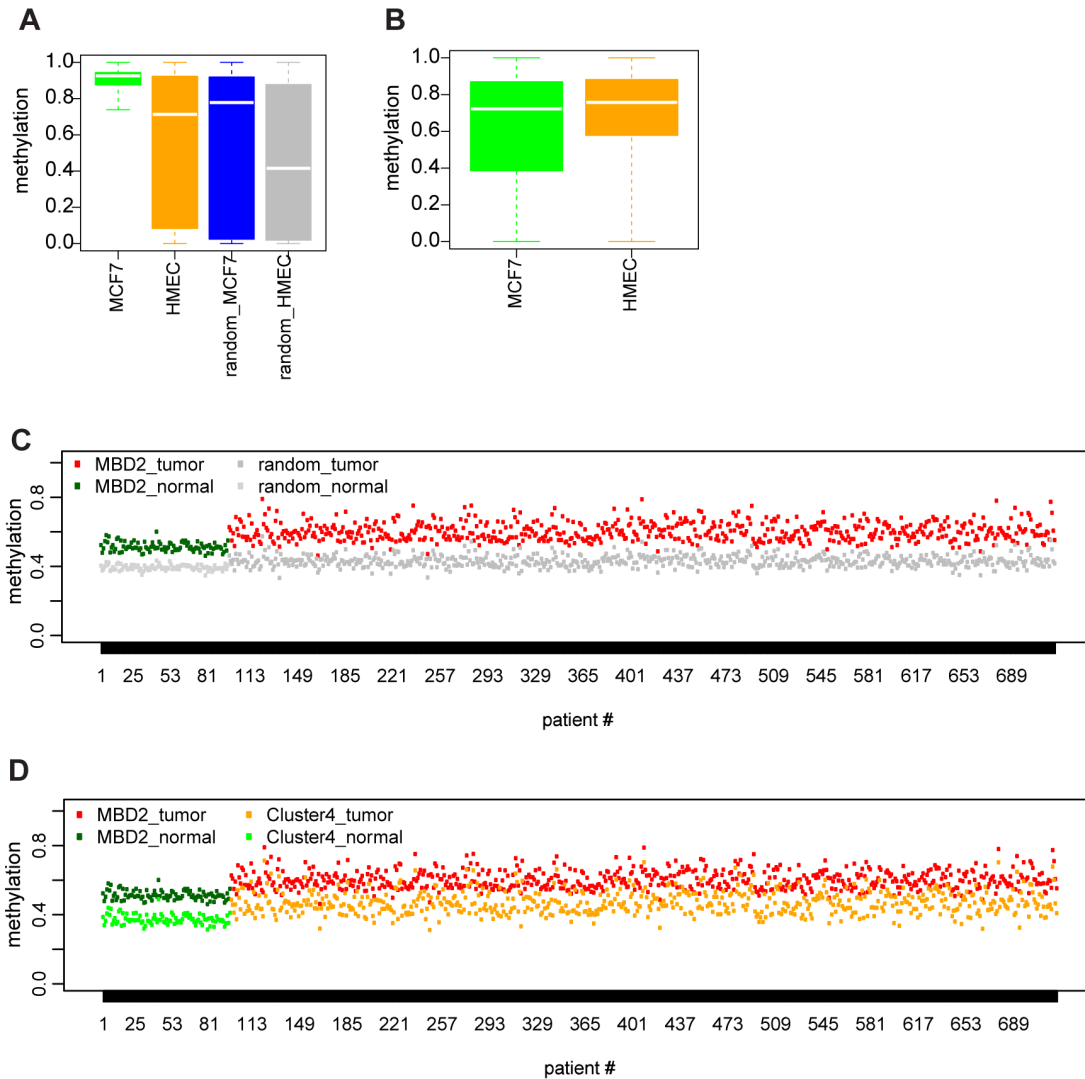 A
B
methylation
1.0
0.8
0.6
0.4
0.2
0.0
MCF7
HMEC
random_MCF7
random_HMEC
methylation
1.0
0.8
0.6
0.4
0.2
0.0
MCF7
HMEC
C
MBD2_tumor random_tumor
MBD2_normal random_normal
methylation
0.8
0.4
0.0
1 25 53 81 113 149 185 221 257 293 329 365 401 437 473 509 545 581 617 653 689
patient #
D
MBD2_tumor Cluster4_tumor
MBD2_normal Cluster4_normal
methylation
0.8
0.4
0.0
1 25 53 81 113 149 185 221 257 293 329 365 401 437 473 509 545 581 617 653 689
patient #